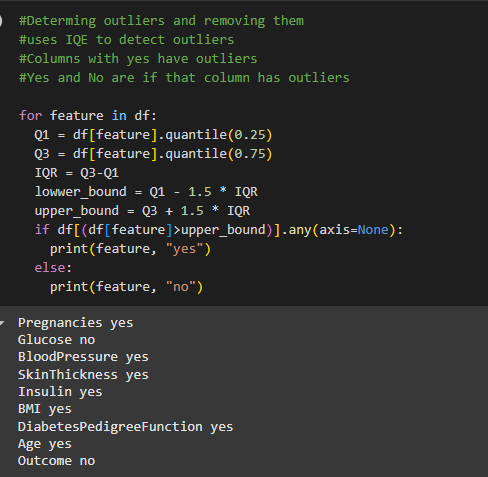 #Determing outliers and removing them
#uses IQE to detect outliers
#Columns with yes have outliers
#Yes and No are if that column has outliers
for feature in df:
  Q1 = df[feature].quantile(0.25)
  Q3 = df[feature].quantile(0.75)
  IQR = Q3-Q1
  lowwer_bound = Q1 - 1.5 * IQR
  upper_bound = Q3 + 1.5 * IQR
  if df[(df[feature]>upper_bound)].any(axis=None):
    print(feature, "yes")
  else:
    print(feature, "no")
Pregnancies yes
Glucose no
BloodPressure yes
SkinThickness yes
Insulin yes
BMI yes
DiabetesPedigreeFunction yes
Age yes
Outcome no